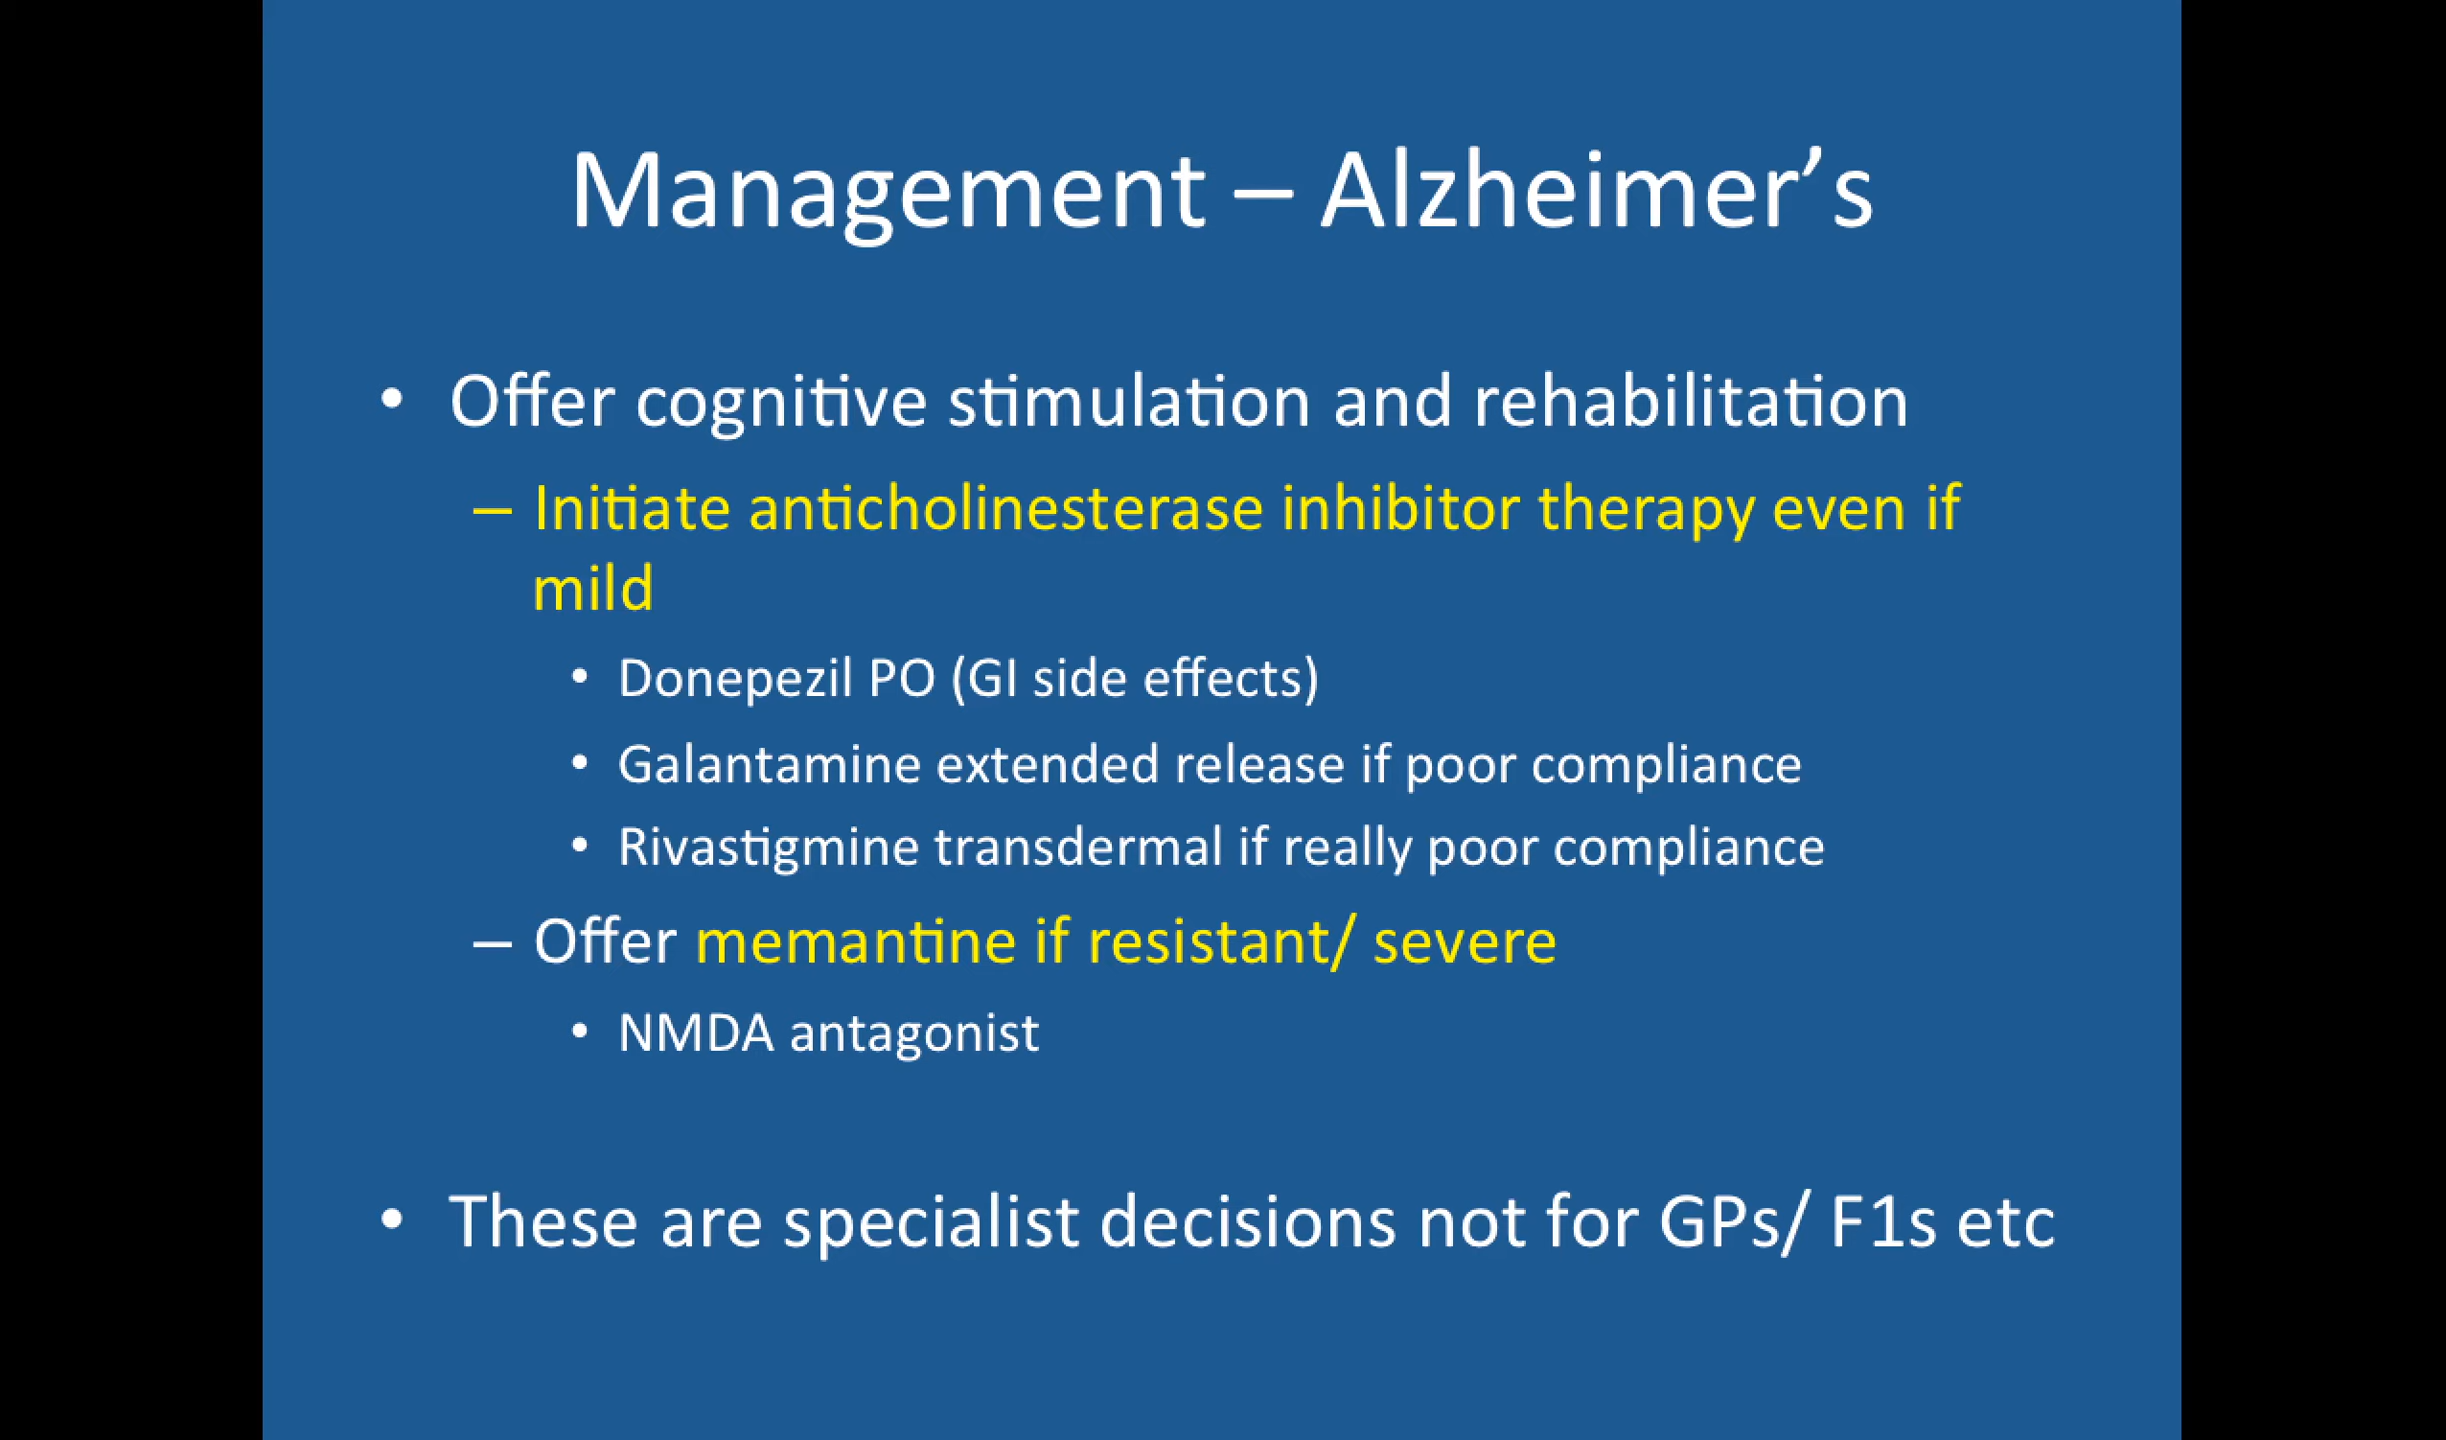 Management – Alzheimer’s
• Offer cognitive stimulation and rehabilitation
– Initiate anticholinesterase inhibitor therapy even if
mild
• Donepezil PO (GI side effects)
• Galantamine extended release if poor compliance
• Rivastigmine transdermal if really poor compliance
– Offer memantine if resistant/ severe
• NMDA antagonist
• These are specialist decisions not for GPs/ F1s etc